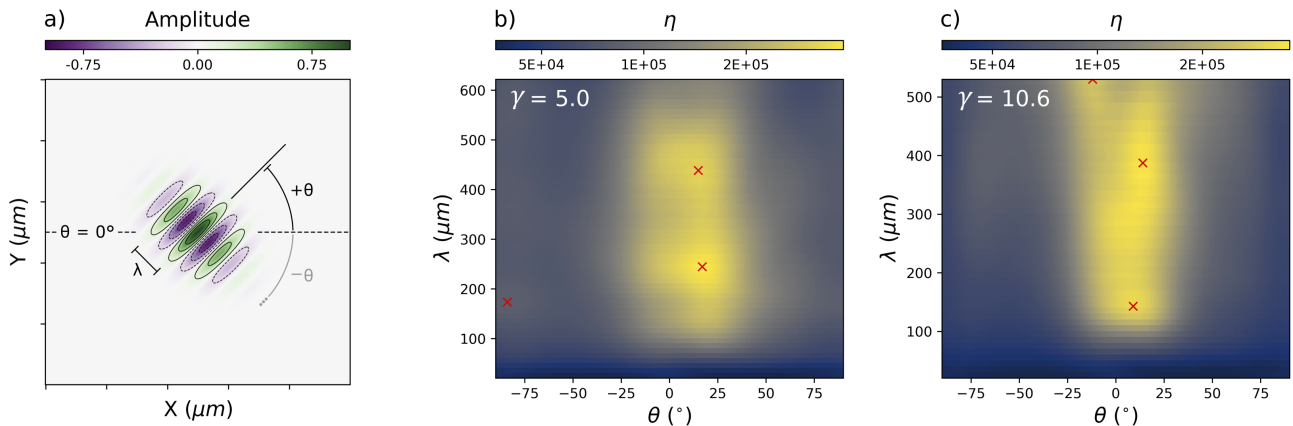 a) Amplitude
-0.75 0.00 0.75
Y (μm)
θ = 0°
λ
+θ
−θ
X (μm)
b) η
5E+04 1E+05 2E+05
γ = 5.0
600
500
400
300
200
100
λ (μm)
−75 −50 −25 0 25 50 75
θ (°)
c) η
5E+04 1E+05 2E+05
γ = 10.6
500
400
300
200
100
λ (μm)
−75 −50 −25 0 25 50 75
θ (°)